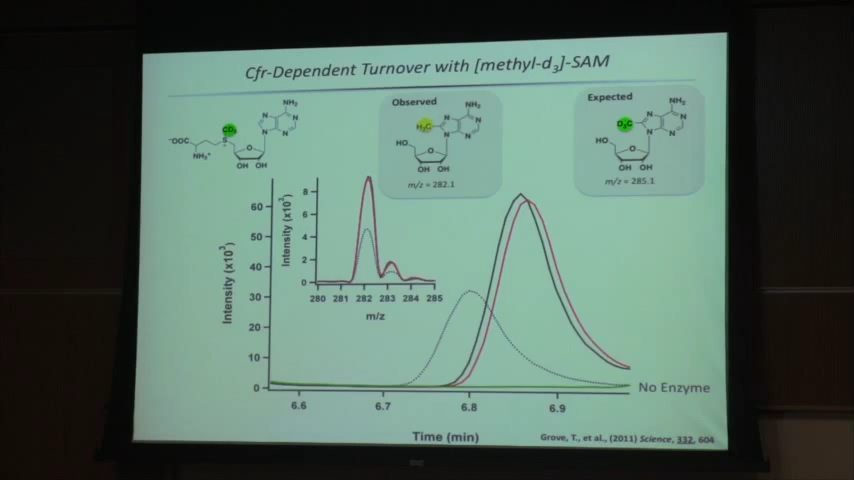 Cfr-Dependent Turnover with [methyl-d3]-SAM
Observed
Expected
NH₂
NH₂
NH₂
CD₃
H₃C
D₃C
N
N
N
N
N
N
N
N
N
N
N
N
⁻OOC
S
+
NH₃⁺
O
OH OH
HO
O
OH OH
HO
O
OH OH
m/z = 282.1
m/z = 285.1
Intensity (x10³)
60
50
40
30
20
10
0
Intensity (x10³)
8
6
4
2
0
280 281 282 283 284 285
m/z
No Enzyme
6.6 6.7 6.8 6.9
Time (min)
Grove, T., et al., (2011) Science, 332, 604